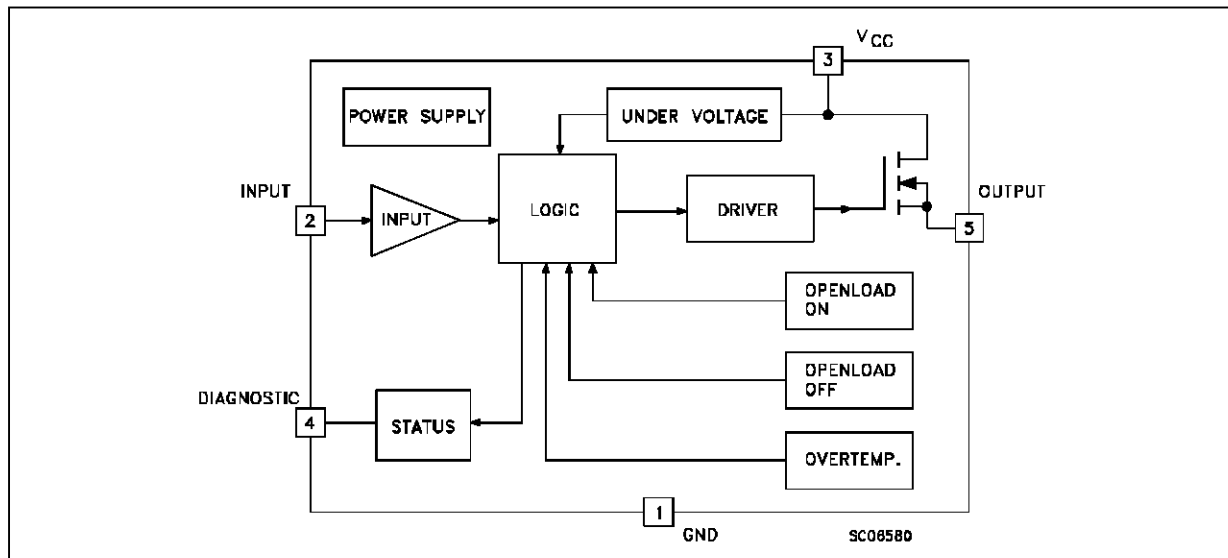 VCC
3
POWER SUPPLY
UNDER VOLTAGE
INPUT
2
INPUT
LOGIC
DRIVER
OUTPUT
5
OPENLOAD
ON
OPENLOAD
OFF
DIAGNOSTIC
4
STATUS
OVERTEMP.
1
GND
SC06580